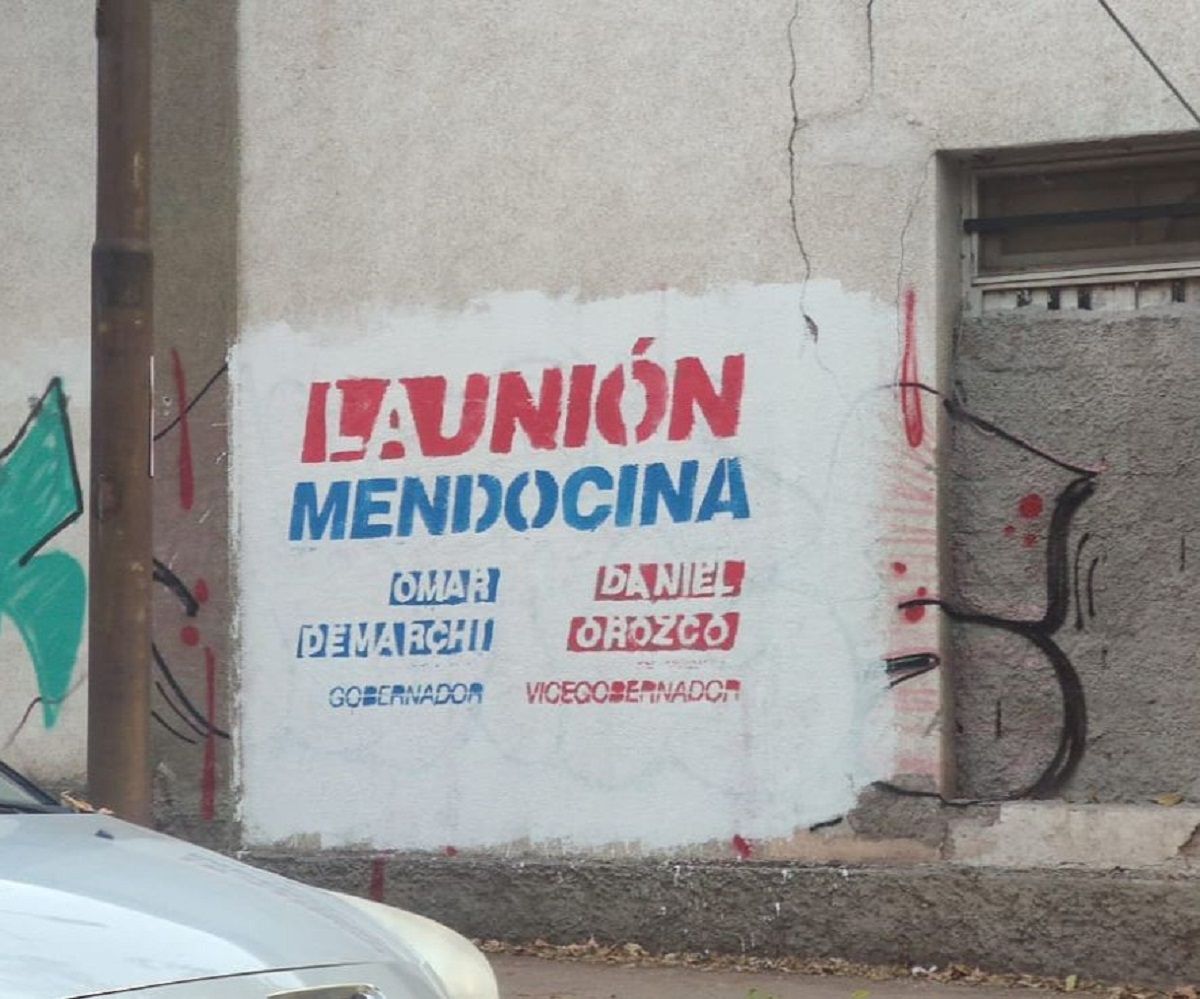 LA UNIÓN
MENDOCINA
OMAR
DEMARCHI
GOBERNADOR
DANIEL
OROZCO
VICEGOBERNADOR